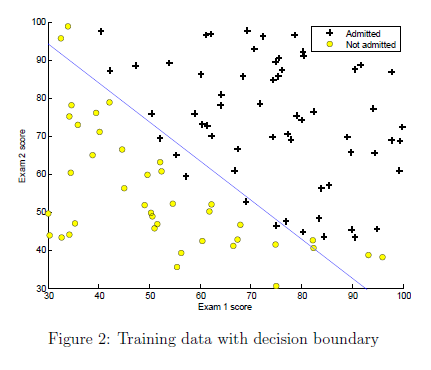 100
90
80
70
60
50
40
30
Exam 2 score
Admitted
Not admitted
30 40 50 60 70 80 90 100
Exam 1 score
Figure 2: Training data with decision boundary